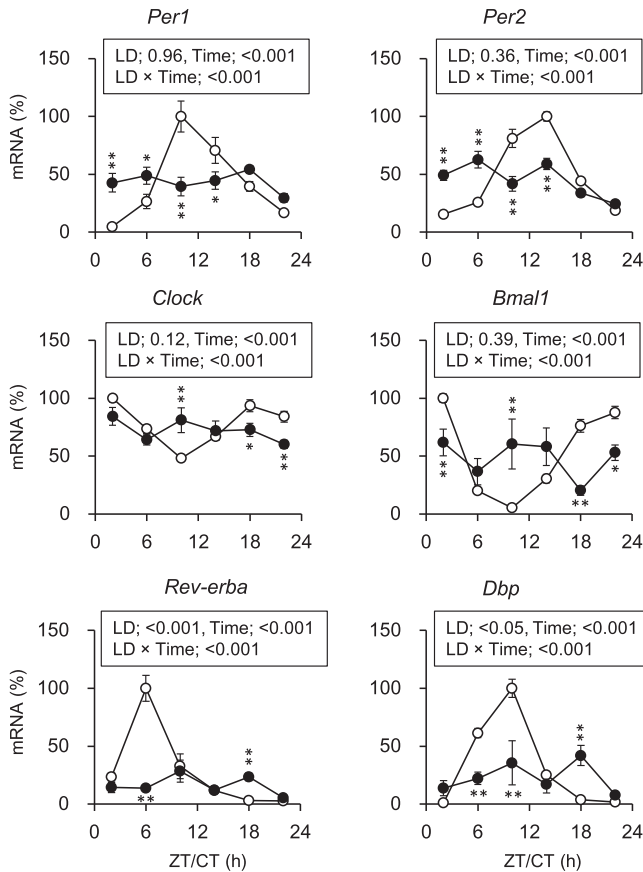 Per1
Per2
LD; 0.96, Time; <0.001
LD × Time; <0.001
LD; 0.36, Time; <0.001
LD × Time; <0.001
mRNA (%)
150
100
50
0
** * ** *
0 6 12 18 24
150
100
50
0
** ** ** **
0 6 12 18 24
Clock
Bmal1
LD; 0.12, Time; <0.001
LD × Time; <0.001
LD; 0.39, Time; <0.001
LD × Time; <0.001
mRNA (%)
150
100
50
0
** * **
0 6 12 18 24
150
100
50
0
** ** ** *
0 6 12 18 24
Rev-erba
Dbp
LD; <0.001, Time; <0.001
LD × Time; <0.001
LD; <0.05, Time; <0.001
LD × Time; <0.001
mRNA (%)
150
100
50
0
** **
0 6 12 18 24
ZT/CT (h)
150
100
50
0
** ** **
0 6 12 18 24
ZT/CT (h)